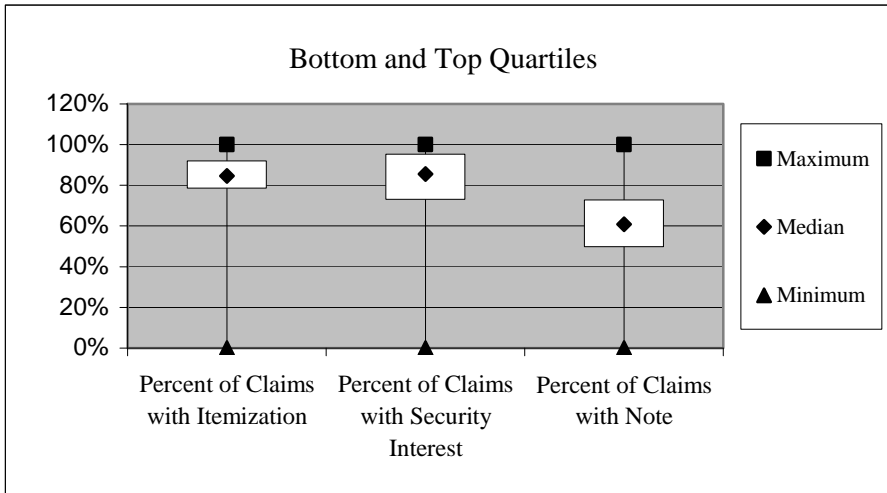 Bottom and Top Quartiles
120%
100%
80%
60%
40%
20%
0%
Percent of Claims
with Itemization
Percent of Claims
with Security
Interest
Percent of Claims
with Note
Maximum
Median
Minimum